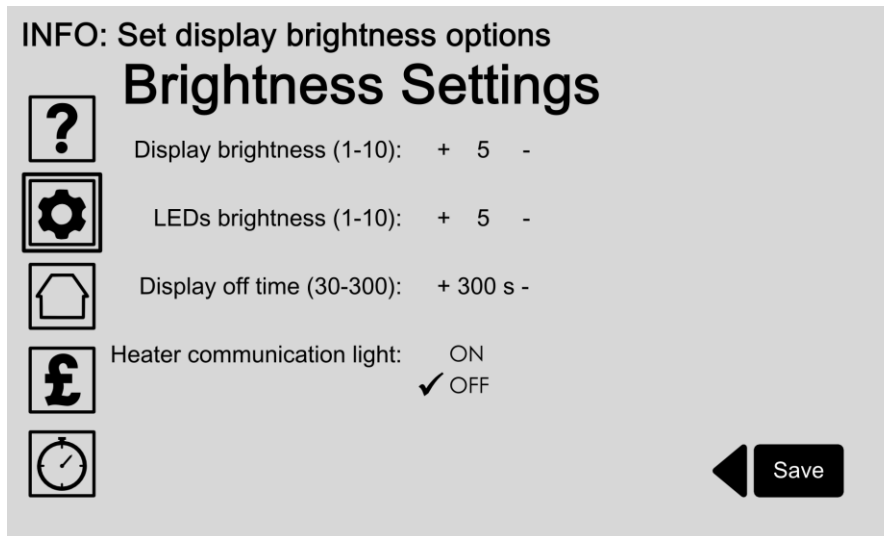 INFO: Set display brightness options
Brightness Settings
?
Display brightness (1-10): + 5 -
LEDs brightness (1-10): + 5 -
Display off time (30-300): + 300 s -
£
Heater communication light: ON
✓ OFF
Save